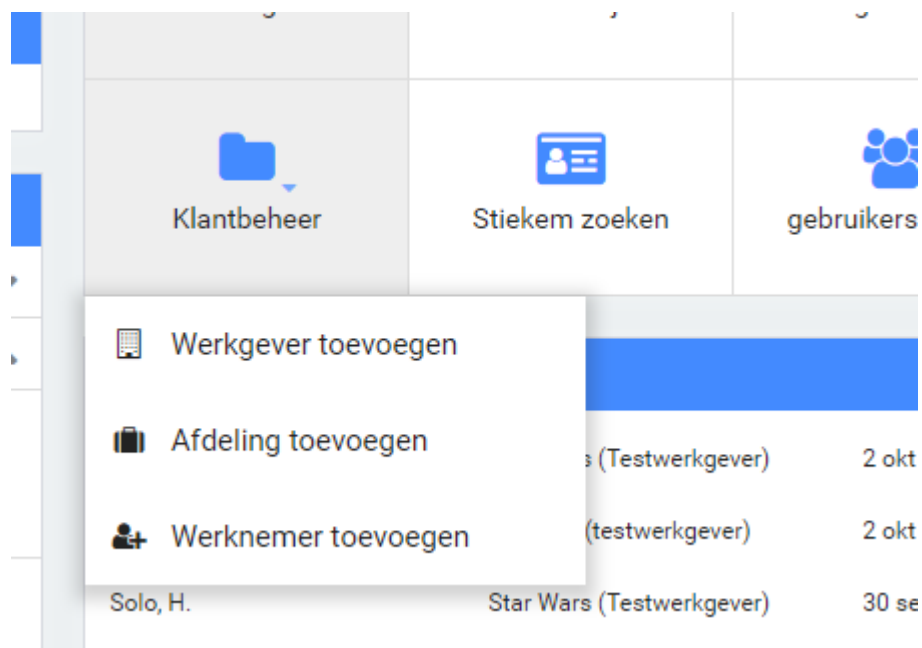 Klantbeheer
Stiekem zoeken
gebruikers
Werkgever toevoegen
Afdeling toevoegen
(Testwerkgever)
2 okt
Werknemer toevoegen
(testwerkgever)
2 okt
Solo, H.
Star Wars (Testwerkgever)
30 se